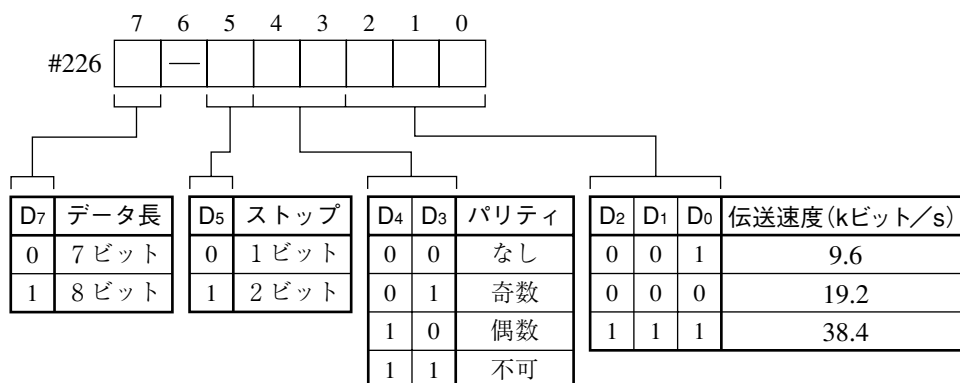 7 6 5 4 3 2 1 0
#226 —
D7 データ長
0 7ビット
1 8ビット
D5 ストップ
0 1ビット
1 2ビット
D4 D3 パリティ
0 0 なし
0 1 奇数
1 0 偶数
1 1 不可
D2 D1 D0 伝送速度(kビット/s)
0 0 1 9.6
0 0 0 19.2
1 1 1 38.4